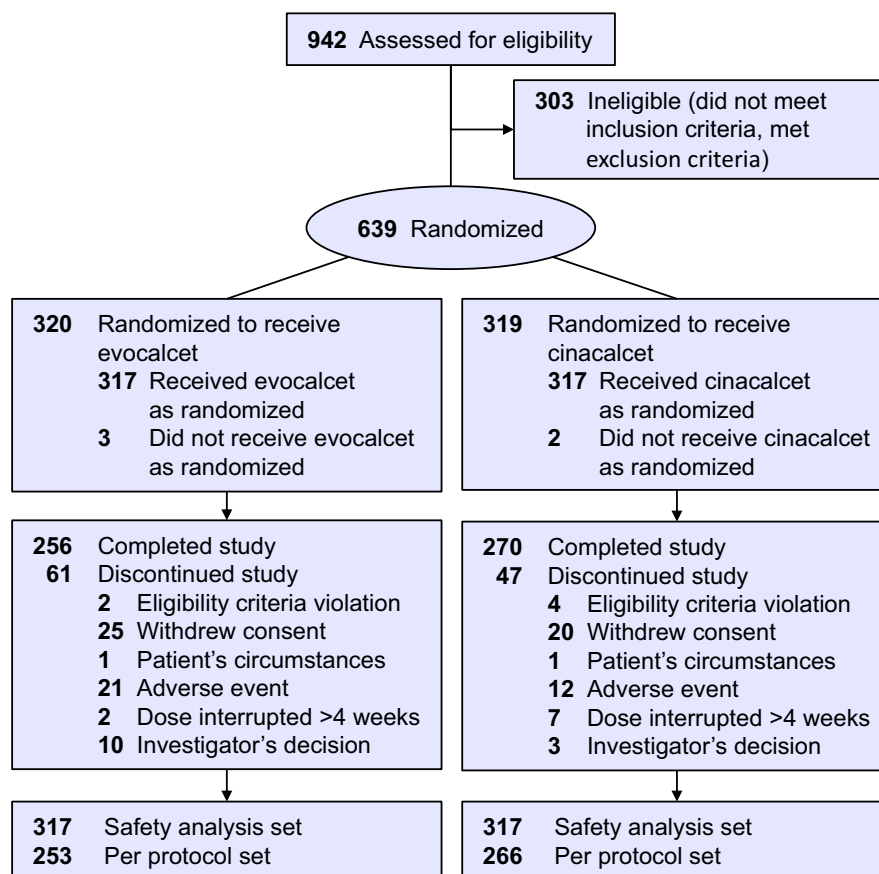 942 Assessed for eligibility
303 Ineligible (did not meet
inclusion criteria, met
exclusion criteria)
639 Randomized
320 Randomized to receive
evocalcet
317 Received evocalcet
as randomized
3 Did not receive evocalcet
as randomized
319 Randomized to receive
cinacalcet
317 Received cinacalcet
as randomized
2 Did not receive cinacalcet
as randomized
256 Completed study
61 Discontinued study
2 Eligibility criteria violation
25 Withdrew consent
1 Patient’s circumstances
21 Adverse event
2 Dose interrupted >4 weeks
10 Investigator’s decision
270 Completed study
47 Discontinued study
4 Eligibility criteria violation
20 Withdrew consent
1 Patient’s circumstances
12 Adverse event
7 Dose interrupted >4 weeks
3 Investigator’s decision
317 Safety analysis set
253 Per protocol set
317 Safety analysis set
266 Per protocol set